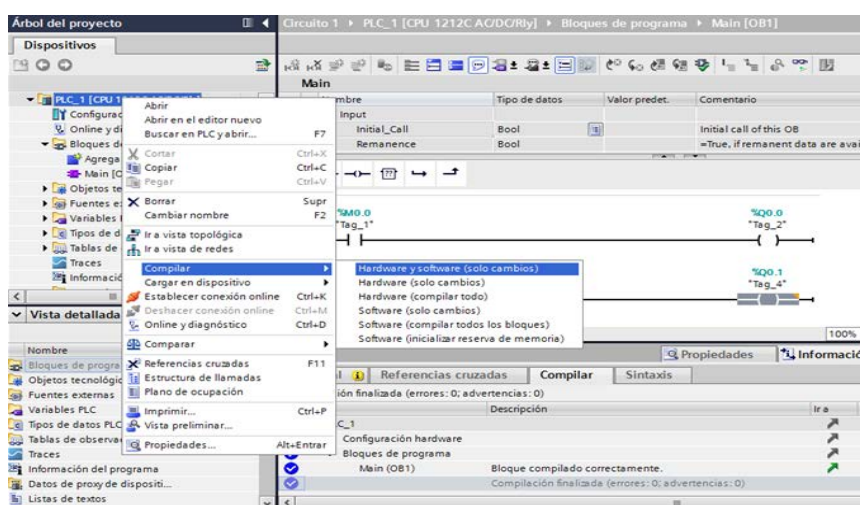 Árbol del proyecto
Circuito 1 ▸ PLC_1 [CPU 1212C AC/DC/Rly] ▸ Bloques de programa ▸ Main [OB1]
Dispositivos
Main
Tipo de datos Valor predet. Comentario
Input
Initial_Call Bool Initial call of this OB
Remanence Bool =True, if remanent data are avai
PLC_1 [CPU 1
Configurac
Online y di
Bloques d
Agrega
Main [O
Objetos te
Fuentes e
Variables
Tipos de d
Tablas de
Traces
Informació
Abrir
Abrir en el editor nuevo
Buscar en PLC y abrir... F7
Cortar Ctrl+X
Copiar Ctrl+C
Pegar Ctrl+V
Borrar Supr
Cambiar nombre F2
Ir a vista topológica
Ir a vista de redes
Compilar
Cargar en dispositivo
Establecer conexión online Ctrl+K
Deshacer conexión online Ctrl+M
Online y diagnóstico Ctrl+D
Comparar
Referencias cruzadas F11
Estructura de llamadas
Plano de ocupación
Imprimir... Ctrl+P
Vista preliminar...
Propiedades... Alt+Entrar
Hardware y software (solo cambios)
Hardware (solo cambios)
Hardware (compilar todo)
Software (solo cambios)
Software (compilar todos los bloques)
Software (inicializar reserva de memoria)
%M0.0
"Tag_1"
%Q0.0
"Tag_2"
%Q0.1
"Tag_4"
100%
Vista detallada
Nombre
Bloques de progra
Objetos tecnológic
Fuentes externas
Variables PLC
Tipos de datos PLC
Tablas de observa
Traces
Información del programa
Datos de proxy de dispositi...
Listas de textos
Propiedades Informació
Referencias cruzadas Compilar Sintaxis
ión finalizada (errores: 0; advertencias: 0)
Descripción Ir a
C_1
Configuración hardware
Bloques de programa
Main (OB1) Bloque compilado correctamente.
Compilación finalizada (errores: 0; advertencias: 0)